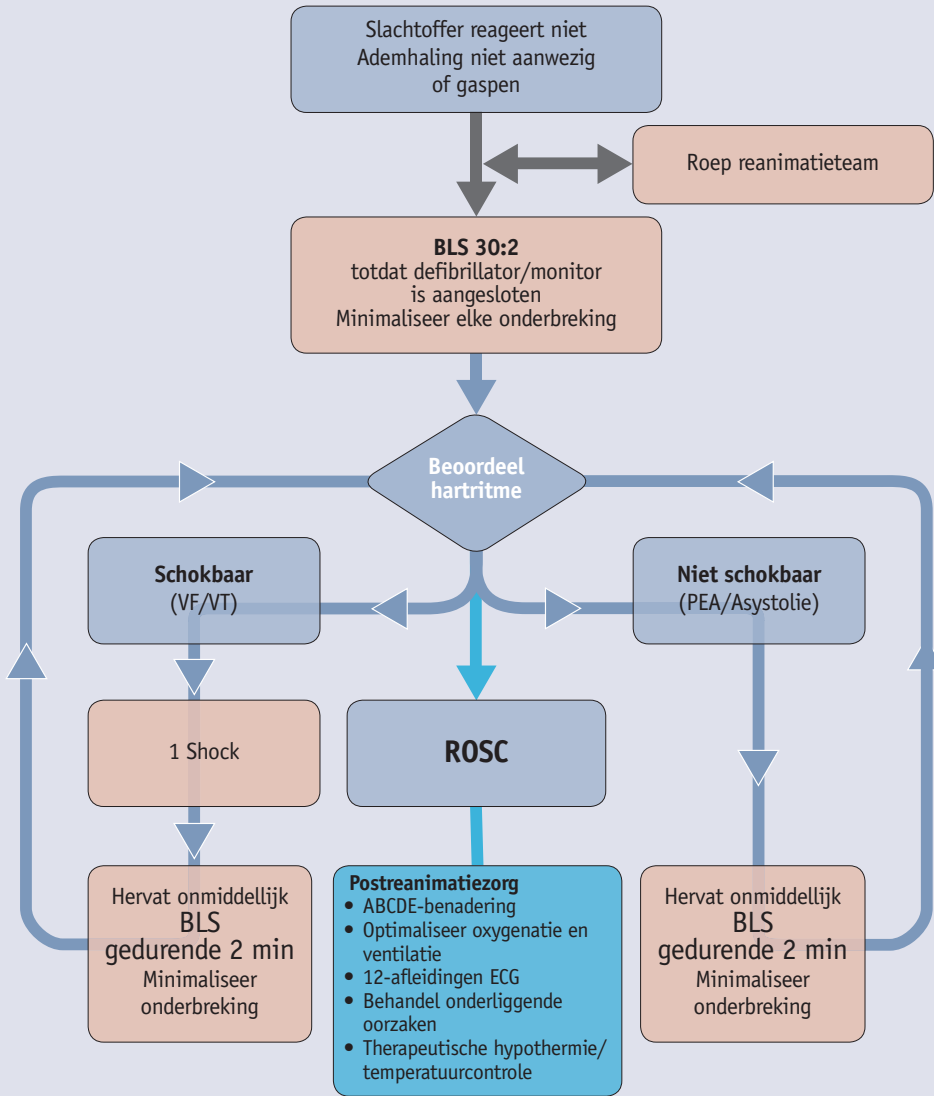 Slachtoffer reageert niet
Ademhaling niet aanwezig
of gaspen
Roep reanimatieteam
BLS 30:2
totdat defibrillator/monitor
is aangesloten
Minimaliseer elke onderbreking
Beoordeel
hartritme
Schokbaar
(VF/VT)
Niet schokbaar
(PEA/Asystolie)
1 Shock
ROSC
Hervat onmiddellijk
BLS
gedurende 2 min
Minimaliseer
onderbreking
Postreanimatiezorg
• ABCDE-benadering
• Optimaliseer oxygenatie en
ventilatie
• 12-afleidingen ECG
• Behandel onderliggende
oorzaken
• Therapeutische hypothermie/
temperatuurcontrole
Hervat onmiddellijk
BLS
gedurende 2 min
Minimaliseer
onderbreking